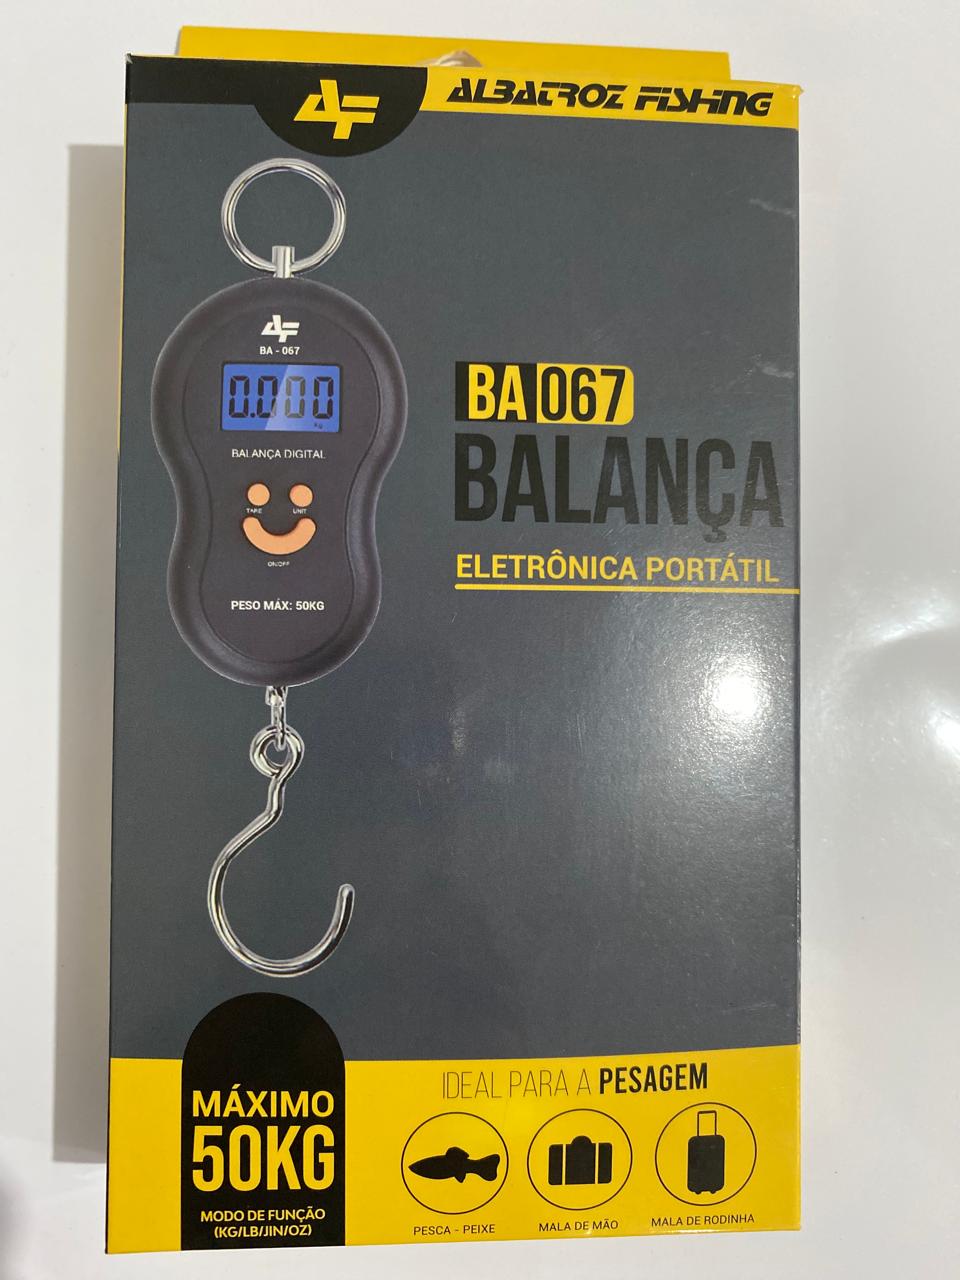 AF
ALBATROZ FISHING
AF
BA - 067
0.000
kg
BALANÇA DIGITAL
TARE UNIT
ON/OFF
PESO MÁX: 50KG
BA 067
BALANÇA
ELETRÔNICA PORTÁTIL
MÁXIMO
50KG
MODO DE FUNÇÃO
(KG/LB/JIN/OZ)
IDEAL PARA A PESAGEM
PESCA - PEIXE
MALA DE MÃO
MALA DE RODINHA